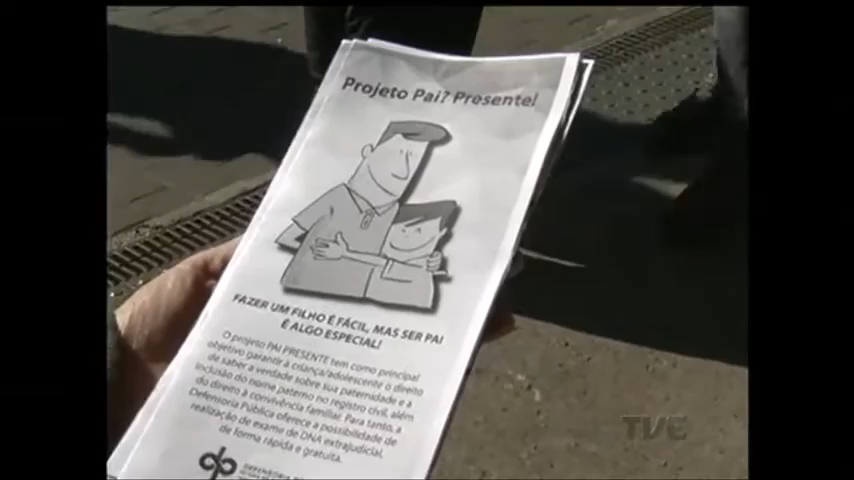 Projeto Pai? Presente!
FAZER UM FILHO É FÁCIL, MAS SER PAI
É ALGO ESPECIAL!
O projeto PAI PRESENTE tem como principal
objetivo garantir à criança/adolescente o direito
de saber a verdade sobre sua paternidade e a
inclusão do nome paterno no registro civil, além
do direito à convivência familiar. Para tanto, a
Defensoria Pública oferece a possibilidade de
realização de exame de DNA extrajudicial,
de forma rápida e gratuita.
DEFENSORIA
TVE